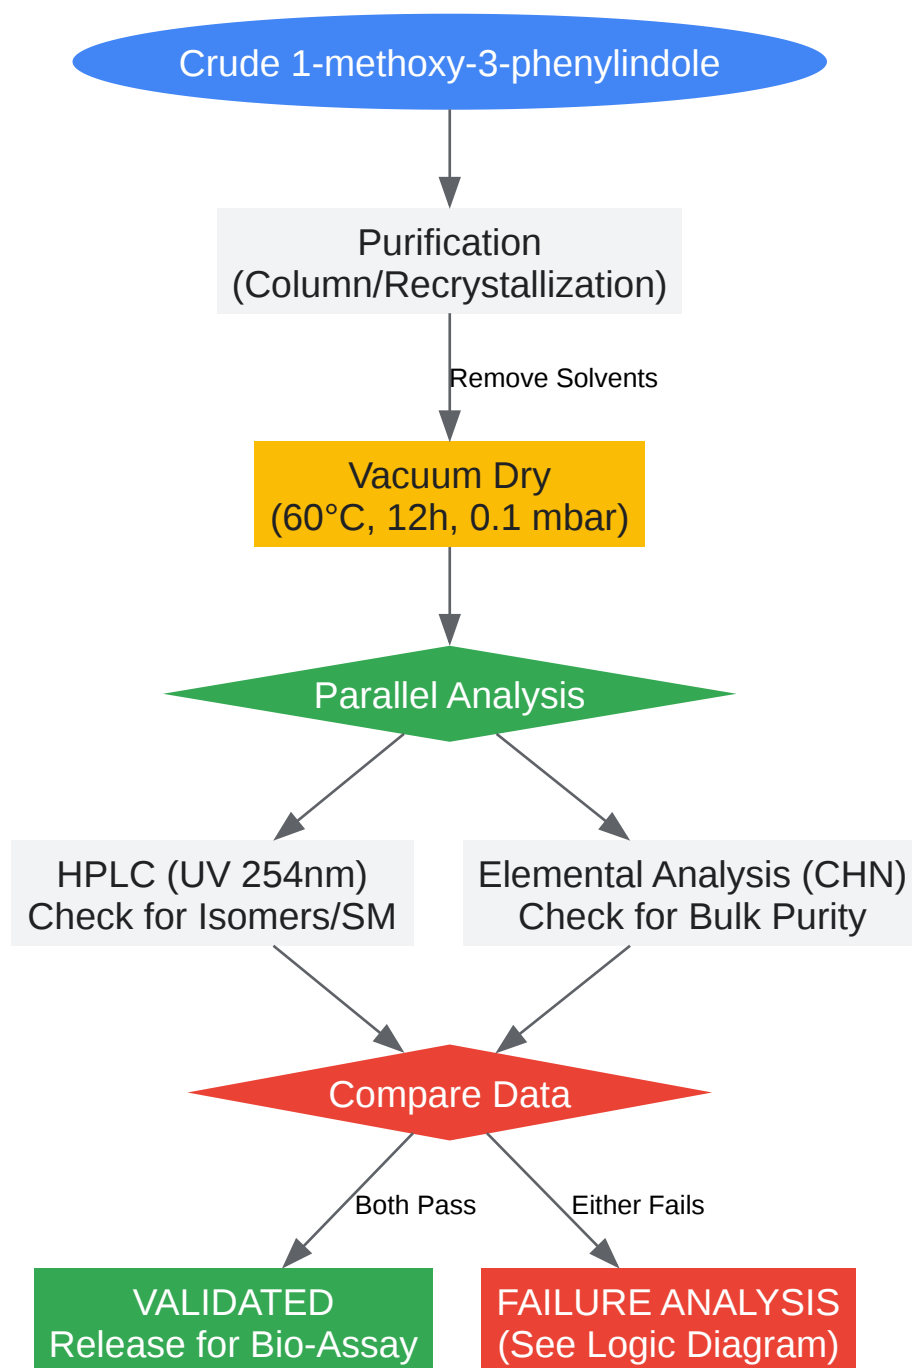 Crude 1-methoxy-3-phenylindole
Purification
(Column/Recrystallization)
Remove Solvents
Vacuum Dry
(60°C, 12h, 0.1 mbar)
Parallel Analysis
HPLC (UV 254nm)
Check for Isomers/SM
Elemental Analysis (CHN)
Check for Bulk Purity
Compare Data
Both Pass
Either Fails
VALIDATED
Release for Bio-Assay
FAILURE ANALYSIS
(See Logic Diagram)